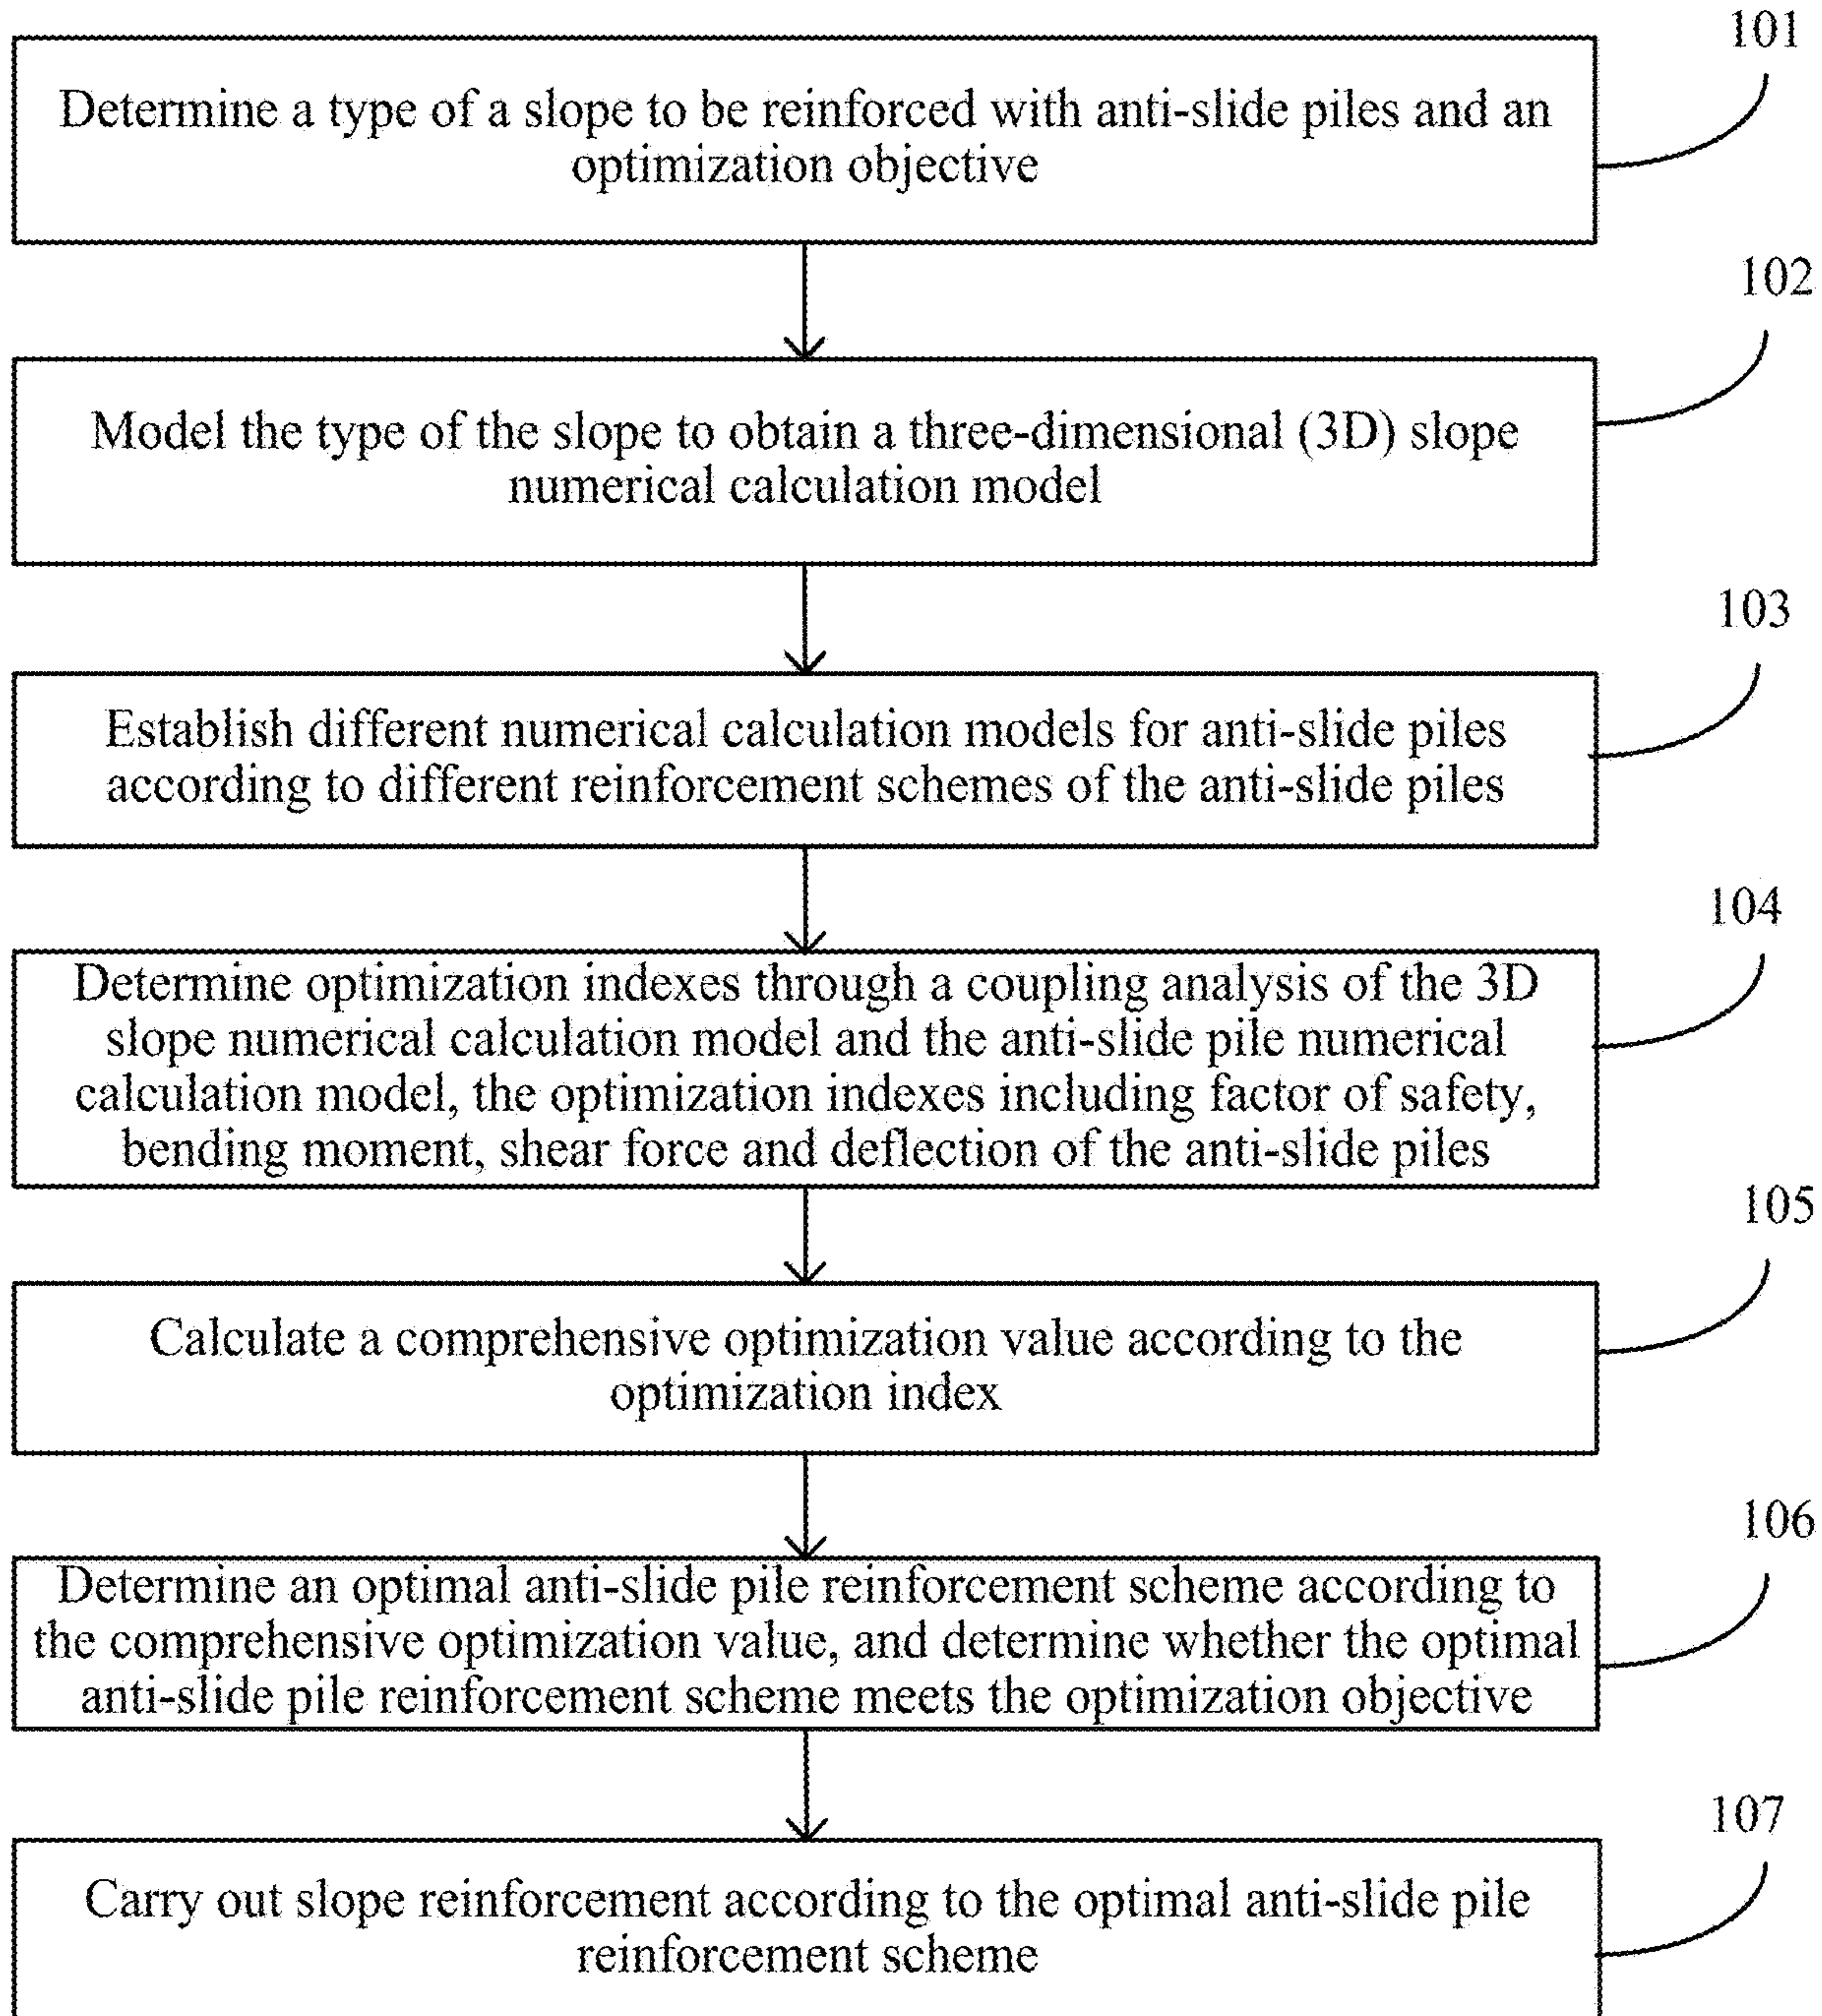 101
Determine a type of a slope to be reinforced with anti-slide piles and an
optimization objective
102
Model the type of the slope to obtain a three-dimensional (3D) slope
numerical calculation model
103
Establish different numerical calculation models for anti-slide piles
according to different reinforcement schemes of the anti-slide piles
104
Determine optimization indexes through a coupling analysis of the 3D
slope numerical calculation model and the anti-slide pile numerical
calculation model, the optimization indexes including factor of safety,
bending moment, shear force and deflection of the anti-slide piles
105
Calculate a comprehensive optimization value according to the
optimization index
106
Determine an optimal anti-slide pile reinforcement scheme according to
the comprehensive optimization value, and determine whether the optimal
anti-slide pile reinforcement scheme meets the optimization objective
107
Carry out slope reinforcement according to the optimal anti-slide pile
reinforcement scheme